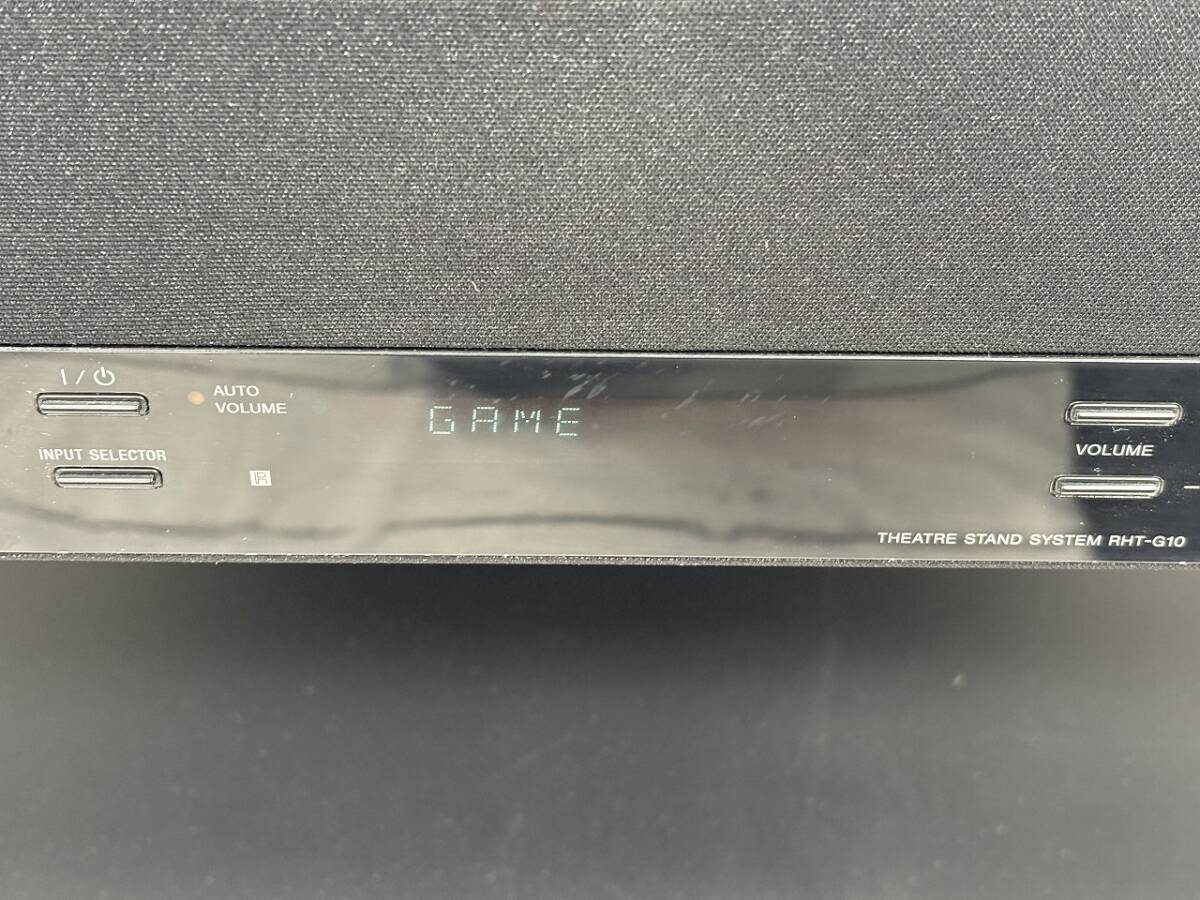 I / ⏻
AUTO
VOLUME
INPUT SELECTOR
R
GAME
VOLUME
THEATRE STAND SYSTEM RHT-G10